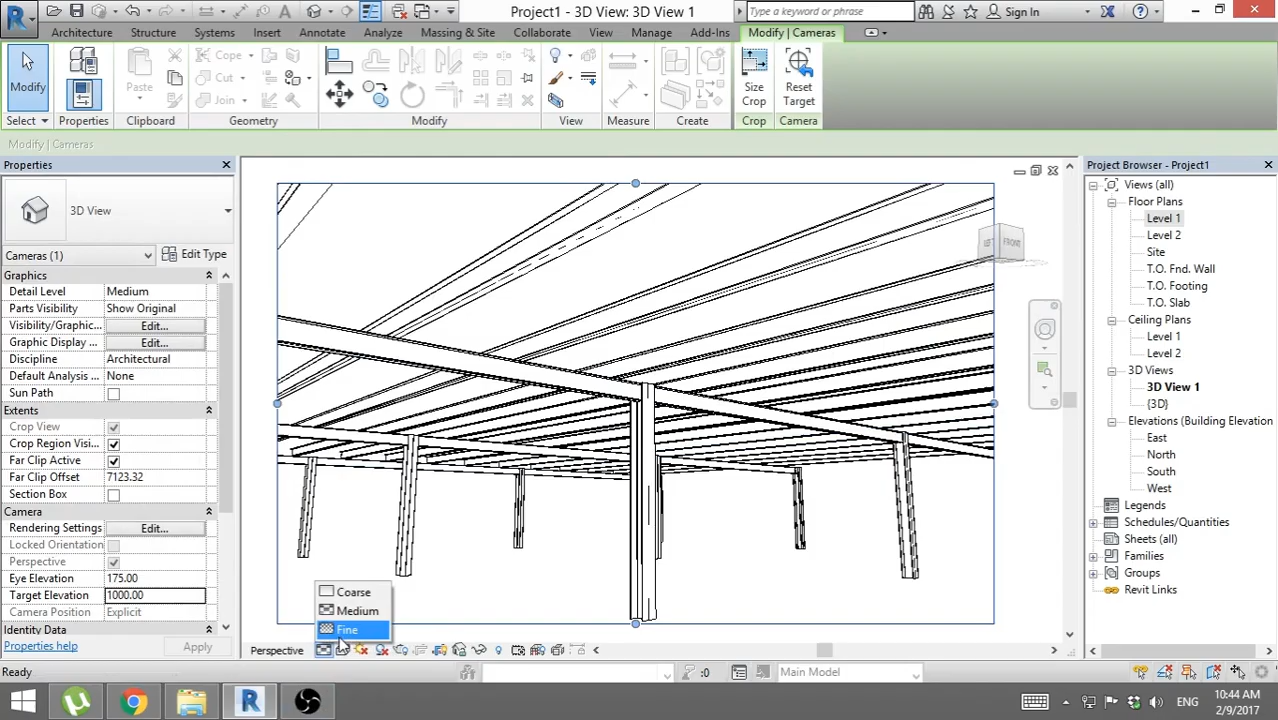 Project1 - 3D View: 3D View 1
Type a keyword or phrase
Sign In
Architecture
Structure
Systems
Insert
Annotate
Analyze
Massing & Site
Collaborate
View
Manage
Add-Ins
Modify | Cameras
Modify
Paste
Cope
Cut
Join
Size
Crop
Reset
Target
Select
Properties
Clipboard
Geometry
Modify
View
Measure
Create
Crop
Camera
Modify | Cameras
Properties
3D View
Cameras (1)
Edit Type
Graphics
Detail Level Medium
Parts Visibility Show Original
Visibility/Graphic... Edit...
Graphic Display ... Edit...
Discipline Architectural
Default Analysis ... None
Sun Path
Extents
Crop View
Crop Region Visi...
Far Clip Active
Far Clip Offset 7123.32
Section Box
Camera
Rendering Settings Edit...
Locked Orientation
Perspective
Eye Elevation 175.00
Target Elevation 1000.00
Camera Position Explicit
Identity Data
Properties help
Apply
FRONT
Coarse
Medium
Fine
Perspective
Project Browser - Project1
Views (all)
Floor Plans
Level 1
Level 2
Site
T.O. Fnd. Wall
T.O. Footing
T.O. Slab
Ceiling Plans
Level 1
Level 2
3D Views
3D View 1
{3D}
Elevations (Building Elevation
East
North
South
West
Legends
Schedules/Quantities
Sheets (all)
Families
Groups
Revit Links
Ready
:0
Main Model
ENG
10:44 AM
2/9/2017